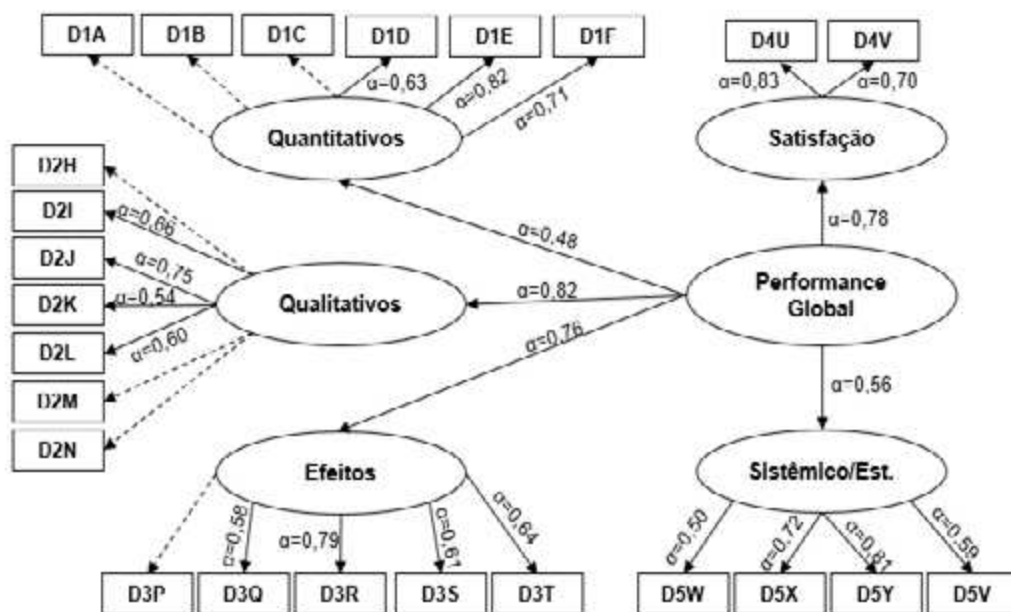 D1A D1B D1C D1D D1E D1F
D4U D4V
α=0,63 α=0,82 α=0,71
α=0,83 α=0,70
Quantitativos
Satisfação
D2H
D2I
D2J
D2K
D2L
D2M
D2N
α=0,66
α=0,75
α=0,54
α=0,60
Qualitativos
α=0,48
α=0,82
α=0,76
α=0,78
Performance
Global
α=0,56
Efeitos
Sistêmico/Est.
α=0,58 α=0,79 α=0,61 α=0,64
α=0,50 α=0,72 α=0,81 α=0,59
D3P D3Q D3R D3S D3T
D5W D5X D5Y D5V